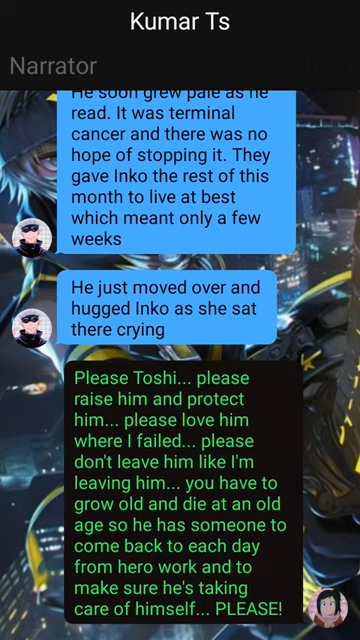 Kumar Ts
Narrator
He soon grew pale as he
read. It was terminal
cancer and there was no
hope of stopping it. They
gave Inko the rest of this
month to live at best
which meant only a few
weeks
He just moved over and
hugged Inko as she sat
there crying
Please Toshi... please
raise him and protect
him... please love him
where I failed... please
don't leave him like I'm
leaving him... you have to
grow old and die at an old
age so he has someone to
come back to each day
from hero work and to
make sure he's taking
care of himself... PLEASE!